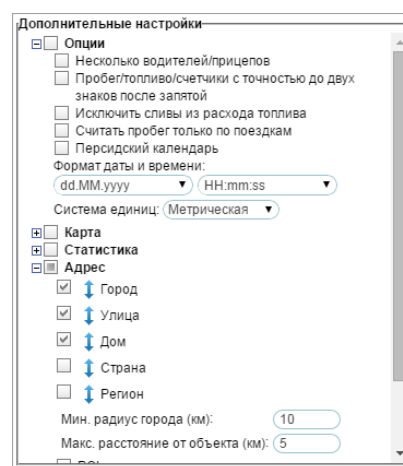 Дополнительные настройки
Опции
Несколько водителей/прицепов
Пробег/топливо/счетчики с точностью до двух
знаков после запятой
Исключить сливы из расхода топлива
Считать пробег только по поездкам
Персидский календарь
Формат даты и времени:
dd.MM.yyyy HH:mm:ss
Система единиц: Метрическая
Карта
Статистика
Адрес
Город
Улица
Дом
Страна
Регион
Мин. радиус города (км): 10
Макс. расстояние от объекта (км): 5